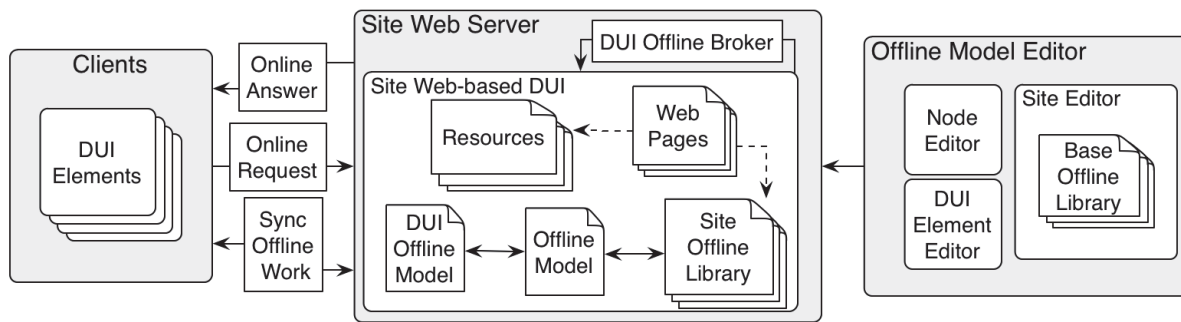 Clients
DUI
Elements
Online
Answer
Online
Request
Sync
Offline
Work
Site Web Server
DUI Offline Broker
Site Web-based DUI
Resources
Web
Pages
DUI
Offline
Model
Offline
Model
Site
Offline
Library
Offline Model Editor
Node
Editor
DUI
Element
Editor
Site Editor
Base
Offline
Library